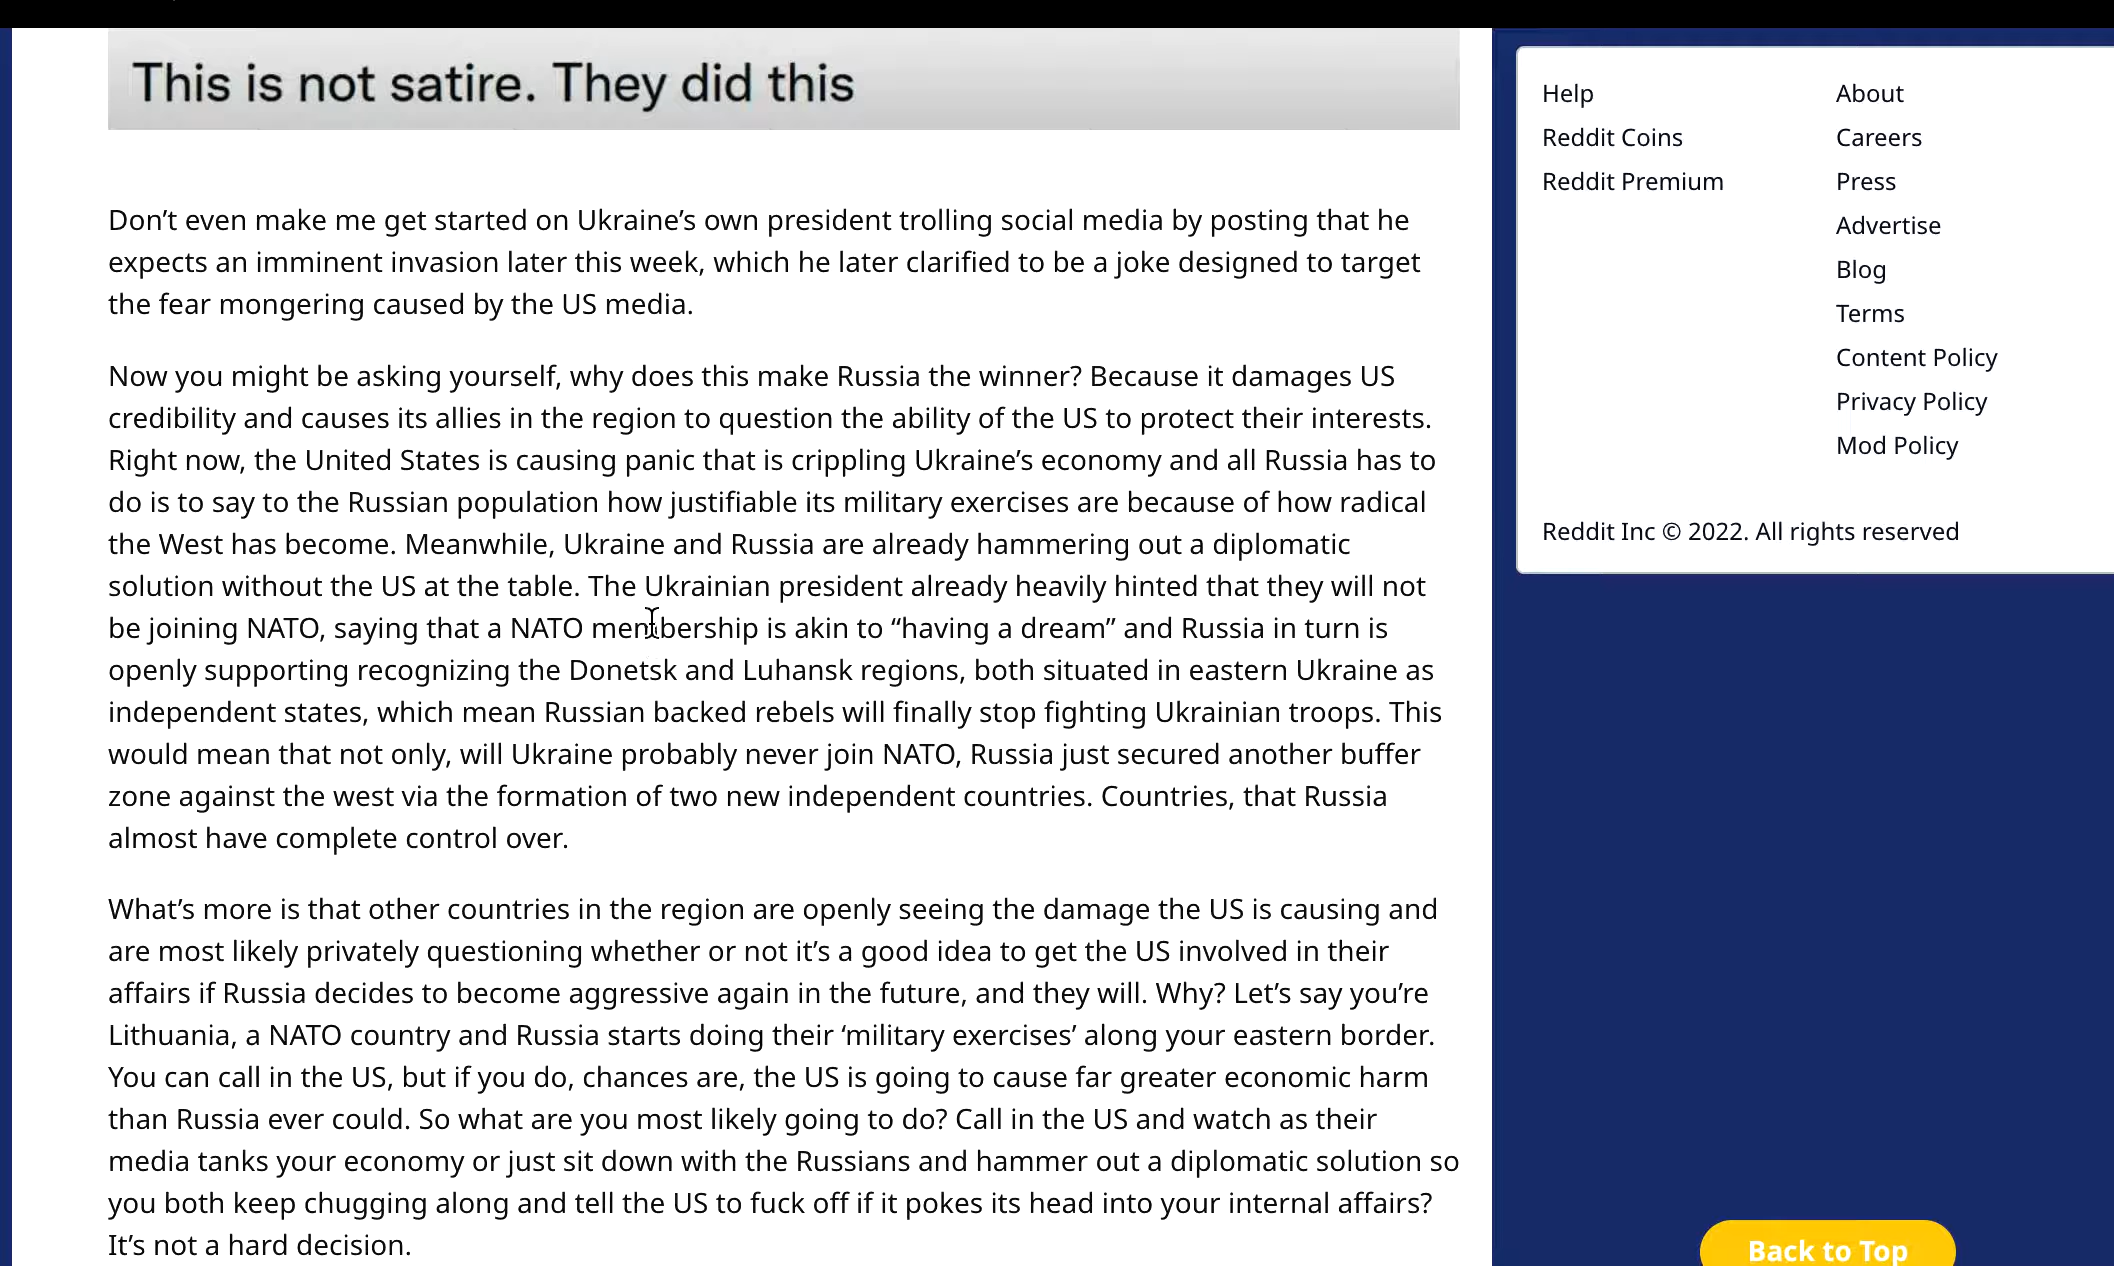 This is not satire. They did this
Don’t even make me get started on Ukraine’s own president trolling social media by posting that he
expects an imminent invasion later this week, which he later clarified to be a joke designed to target
the fear mongering caused by the US media.
Now you might be asking yourself, why does this make Russia the winner? Because it damages US
credibility and causes its allies in the region to question the ability of the US to protect their interests.
Right now, the United States is causing panic that is crippling Ukraine’s economy and all Russia has to
do is to say to the Russian population how justifiable its military exercises are because of how radical
the West has become. Meanwhile, Ukraine and Russia are already hammering out a diplomatic
solution without the US at the table. The Ukrainian president already heavily hinted that they will not
be joining NATO, saying that a NATO membership is akin to “having a dream” and Russia in turn is
openly supporting recognizing the Donetsk and Luhansk regions, both situated in eastern Ukraine as
independent states, which mean Russian backed rebels will finally stop fighting Ukrainian troops. This
would mean that not only, will Ukraine probably never join NATO, Russia just secured another buffer
zone against the west via the formation of two new independent countries. Countries, that Russia
almost have complete control over.
What’s more is that other countries in the region are openly seeing the damage the US is causing and
are most likely privately questioning whether or not it’s a good idea to get the US involved in their
affairs if Russia decides to become aggressive again in the future, and they will. Why? Let’s say you’re
Lithuania, a NATO country and Russia starts doing their ‘military exercises’ along your eastern border.
You can call in the US, but if you do, chances are, the US is going to cause far greater economic harm
than Russia ever could. So what are you most likely going to do? Call in the US and watch as their
media tanks your economy or just sit down with the Russians and hammer out a diplomatic solution so
you both keep chugging along and tell the US to fuck off if it pokes its head into your internal affairs?
It’s not a hard decision.
Help
Reddit Coins
Reddit Premium
About
Careers
Press
Advertise
Blog
Terms
Content Policy
Privacy Policy
Mod Policy
Reddit Inc © 2022. All rights reserved
Back to Top